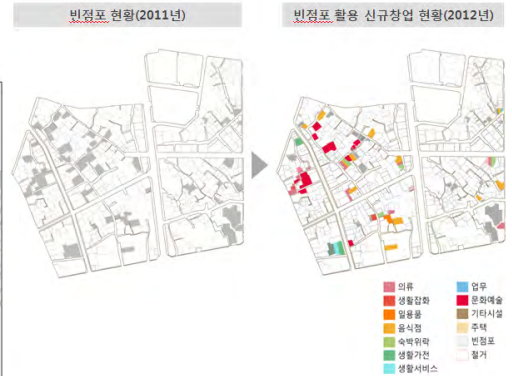 빈점포 현황(2011년)
빈점포 활용 신규창업 현황(2012년)
의류
생활잡화
일용품
음식점
숙박위락
생활가전
생활서비스
업무
문화예술
기타시설
주택
빈점포
철거